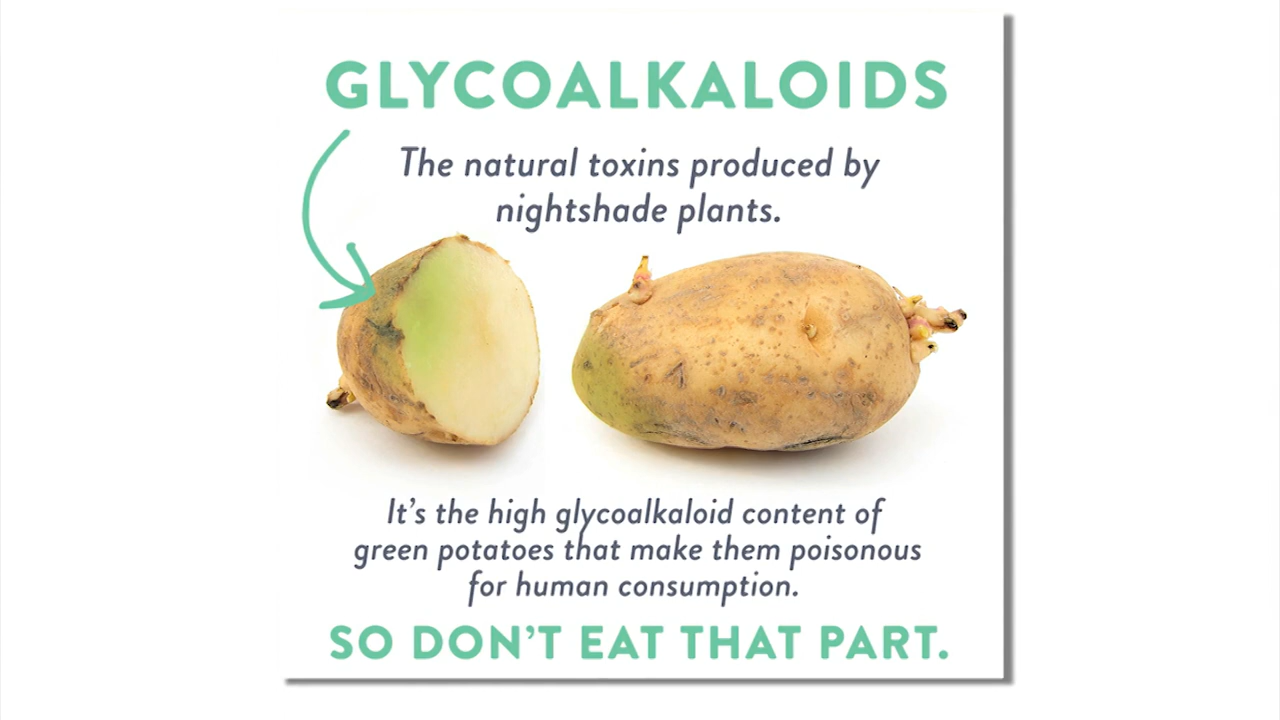 GLYCOALKALOIDS
The natural toxins produced by
nightshade plants.
It's the high glycoalkaloid content of
green potatoes that make them poisonous
for human consumption.
SO DON'T EAT THAT PART.